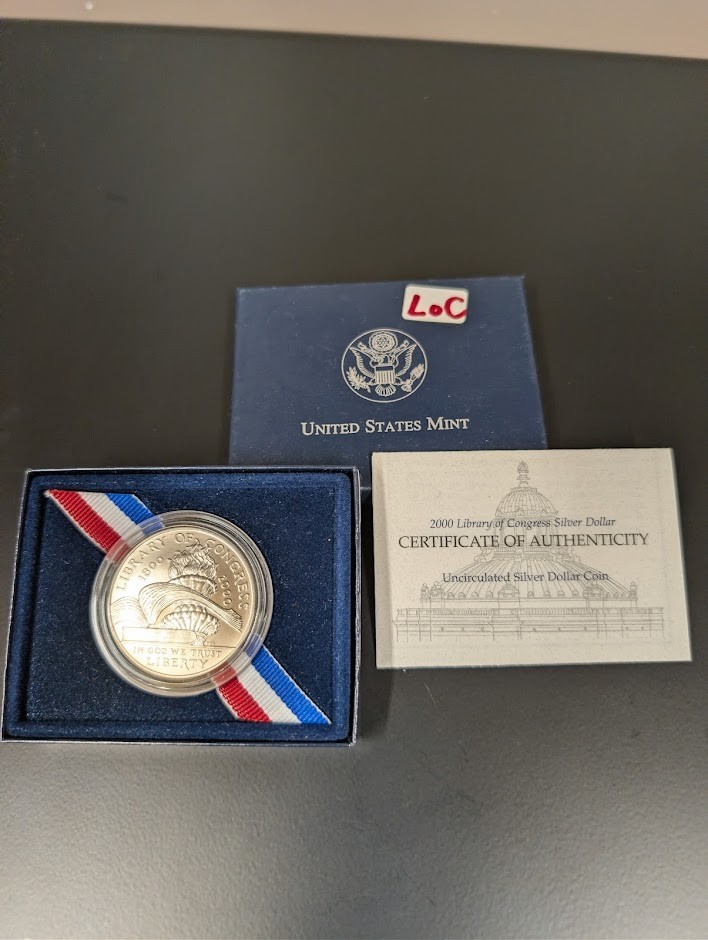 LoC
UNITED STATES MINT
2000 Library of Congress Silver Dollar
CERTIFICATE OF AUTHENTICITY
Uncirculated Silver Dollar Coin
LIBRARY OF CONGRESS
1800 2000
IN GOD WE TRUST
LIBERTY